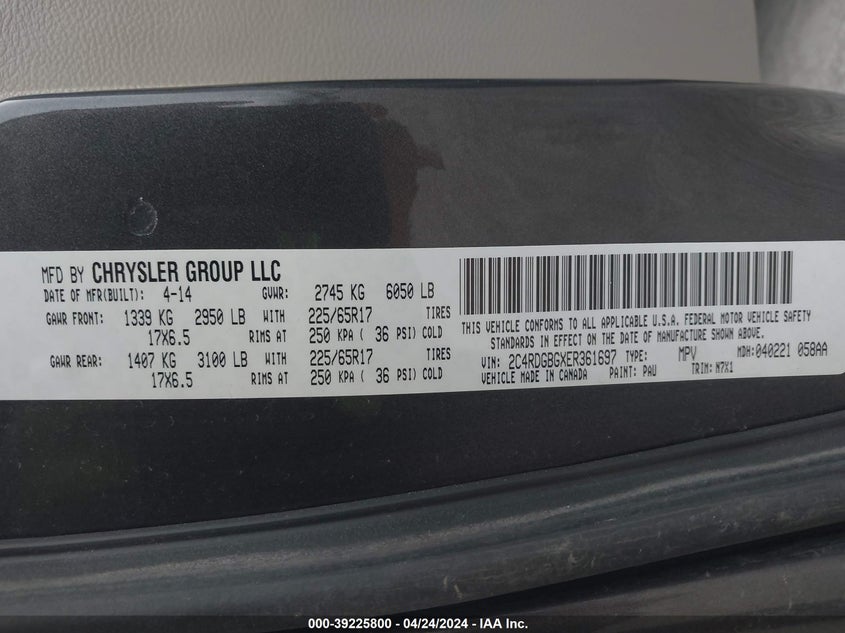 MFD BY CHRYSLER GROUP LLC
DATE OF MFR(BUILT): 4-14 GVWR: 2745 KG 6050 LB
GAWR FRONT: 1339 KG 2950 LB WITH 225/65R17 TIRES
17X6.5 RIMS AT 250 KPA ( 36 PSI) COLD
GAWR REAR: 1407 KG 3100 LB WITH 225/65R17 TIRES
17X6.5 RIMS AT 250 KPA ( 36 PSI) COLD
THIS VEHICLE CONFORMS TO ALL APPLICABLE U.S.A. FEDERAL MOTOR VEHICLE SAFETY
STANDARDS IN EFFECT ON THE DATE OF MANUFACTURE SHOWN ABOVE.
VIN: 2C4RDGBGXER361697 TYPE: MPV MDH:040221 058AA
VEHICLE MADE IN CANADA PAINT: PAU TRIM: N7X1
000-39225800 - 04/24/2024 - IAA Inc.